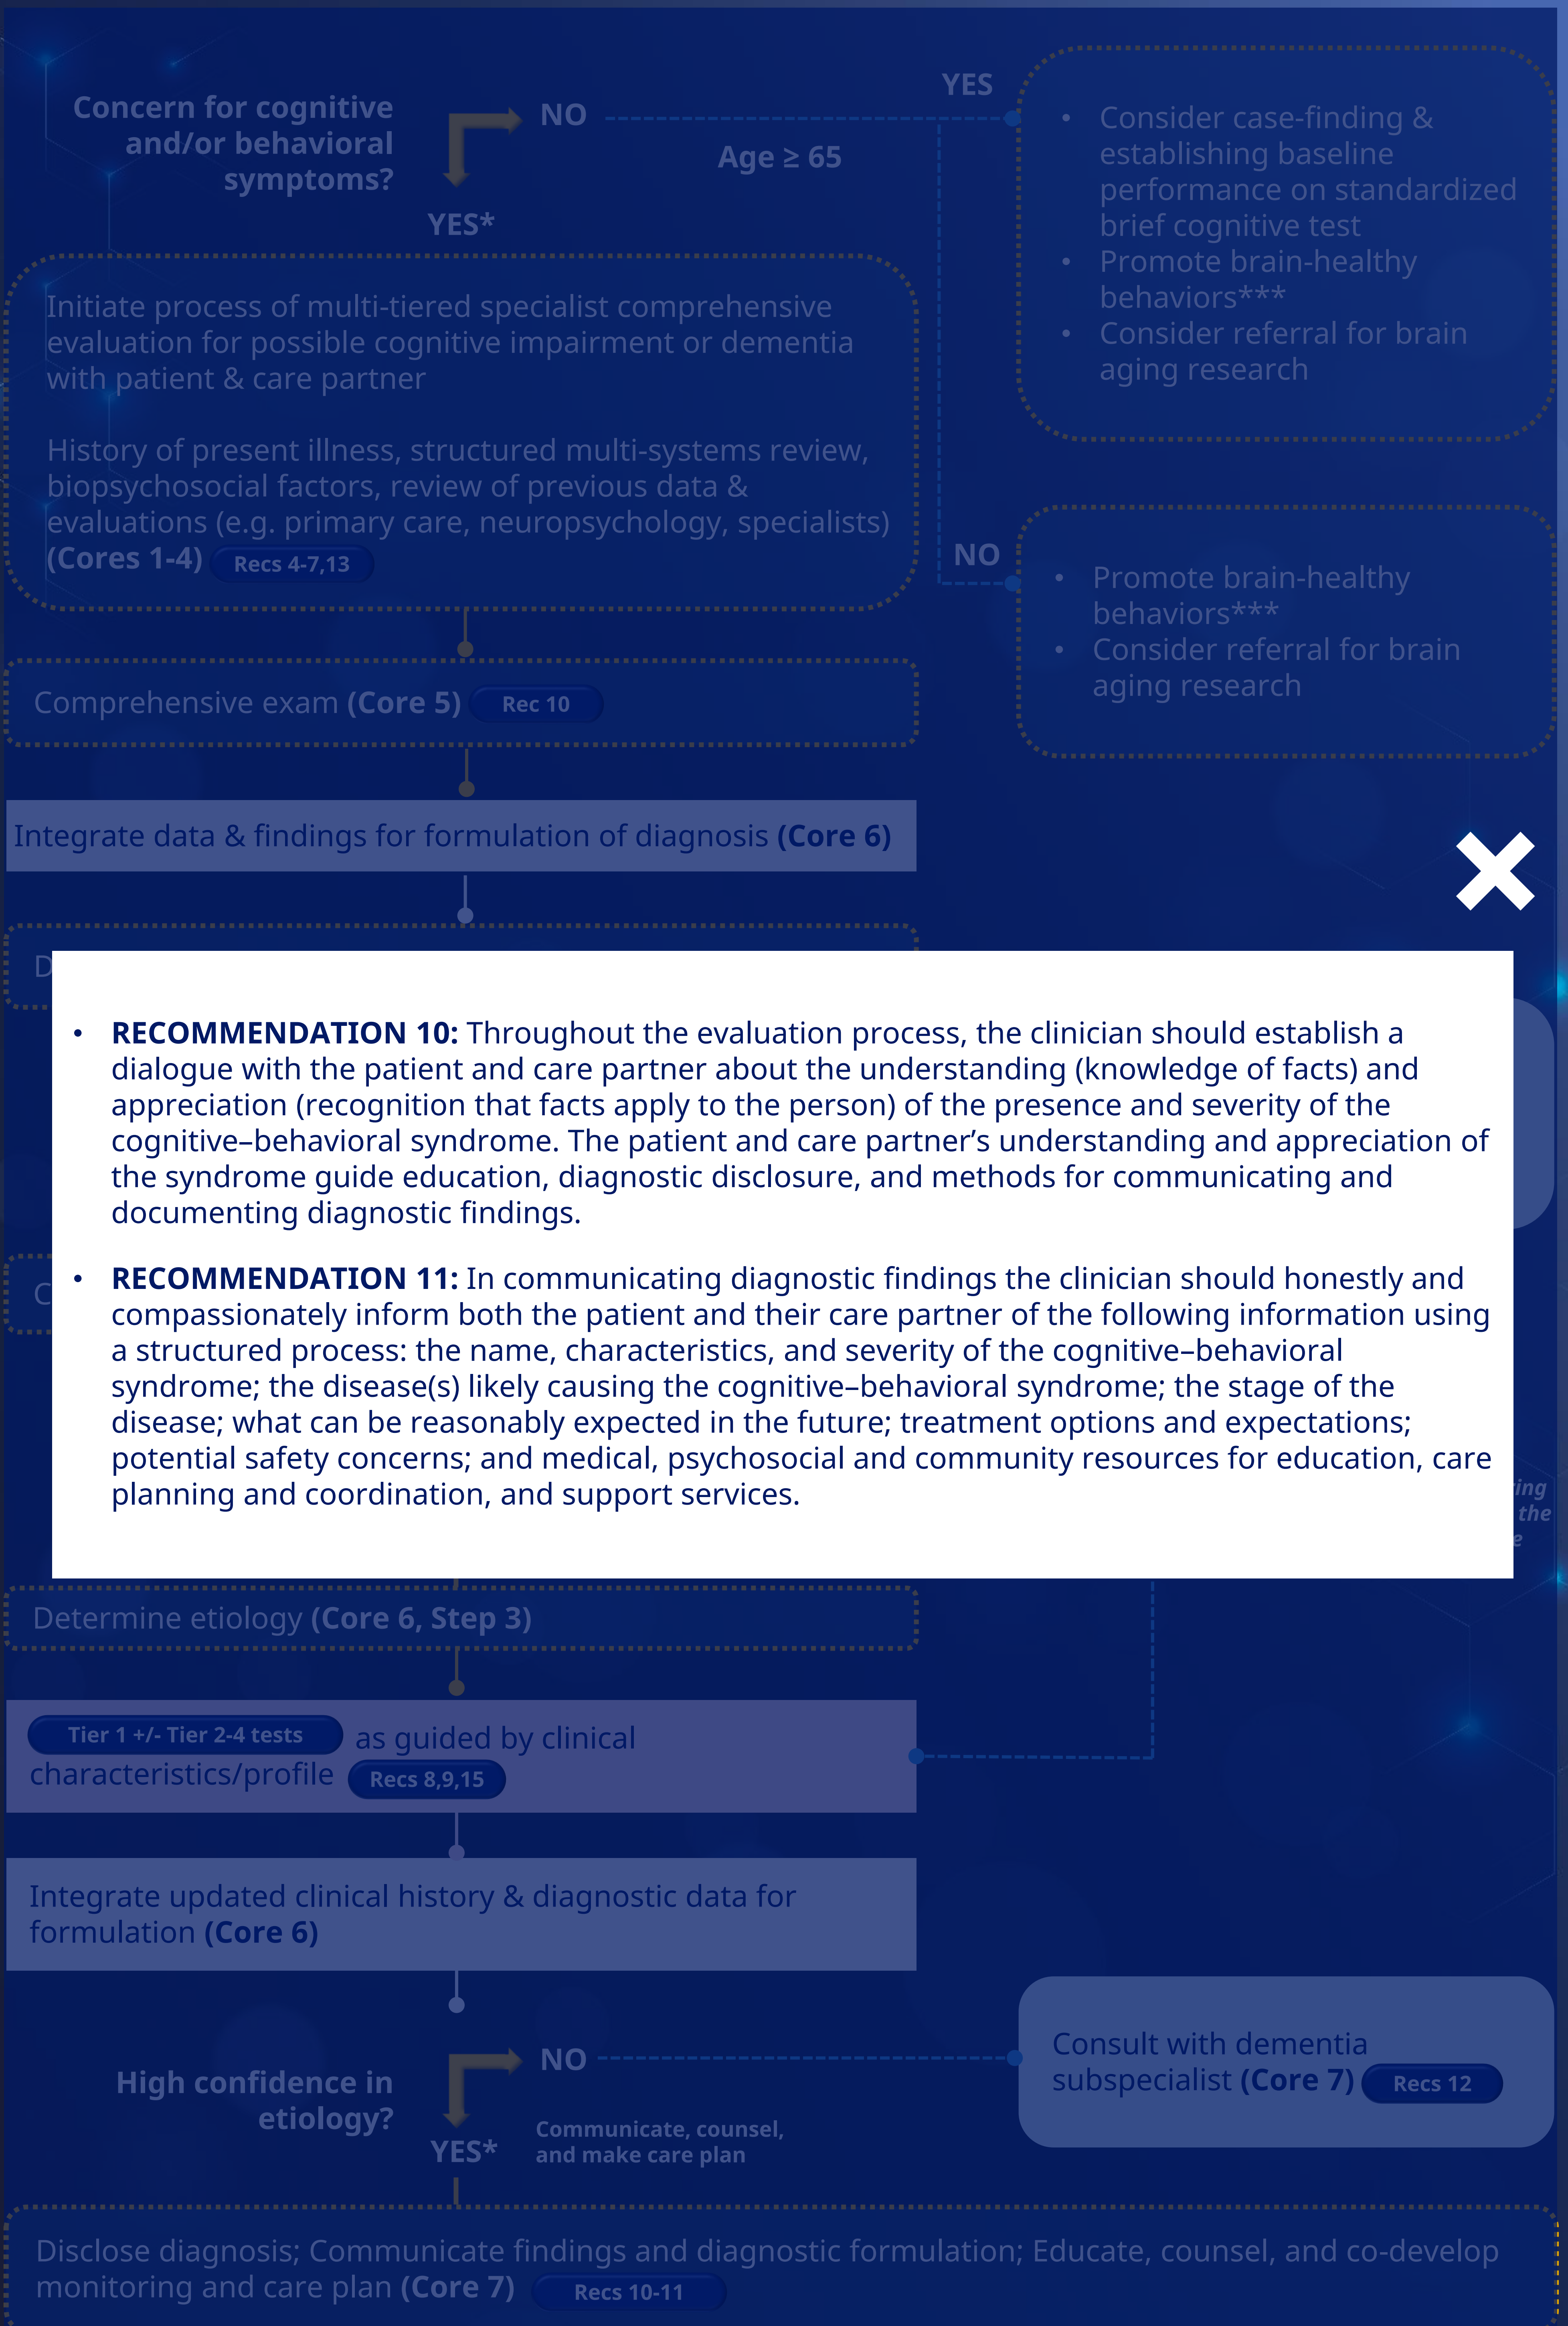 Concern for cognitive
and/or behavioral
symptoms?
NO
YES
Age ≥ 65
YES*
• Consider case-finding &
establishing baseline
performance on standardized
brief cognitive test
• Promote brain-healthy
behaviors***
• Consider referral for brain
aging research
Initiate process of multi-tiered specialist comprehensive
evaluation for possible cognitive impairment or dementia
with patient & care partner
History of present illness, structured multi-systems review,
biopsychosocial factors, review of previous data &
evaluations (e.g. primary care, neuropsychology, specialists)
(Cores 1-4) Recs 4-7,13
NO
• Promote brain-healthy
behaviors***
• Consider referral for brain
aging research
Comprehensive exam (Core 5) Rec 10
Integrate data & findings for formulation of diagnosis (Core 6)
• RECOMMENDATION 10: Throughout the evaluation process, the clinician should establish a
dialogue with the patient and care partner about the understanding (knowledge of facts) and
appreciation (recognition that facts apply to the person) of the presence and severity of the
cognitive–behavioral syndrome. The patient and care partner’s understanding and appreciation of
the syndrome guide education, diagnostic disclosure, and methods for communicating and
documenting diagnostic findings.
• RECOMMENDATION 11: In communicating diagnostic findings the clinician should honestly and
compassionately inform both the patient and their care partner of the following information using
a structured process: the name, characteristics, and severity of the cognitive–behavioral
syndrome; the disease(s) likely causing the cognitive–behavioral syndrome; the stage of the
disease; what can be reasonably expected in the future; treatment options and expectations;
potential safety concerns; and medical, psychosocial and community resources for education, care
planning and coordination, and support services.
the
Determine etiology (Core 6, Step 3)
Tier 1 +/- Tier 2-4 tests as guided by clinical
characteristics/profile Recs 8,9,15
Integrate updated clinical history & diagnostic data for
formulation (Core 6)
High confidence in
etiology?
NO
YES*
Communicate, counsel,
and make care plan
Consult with dementia
subspecialist (Core 7) Recs 12
Disclose diagnosis; Communicate findings and diagnostic formulation; Educate, counsel, and co-develop
monitoring and care plan (Core 7) Recs 10-11